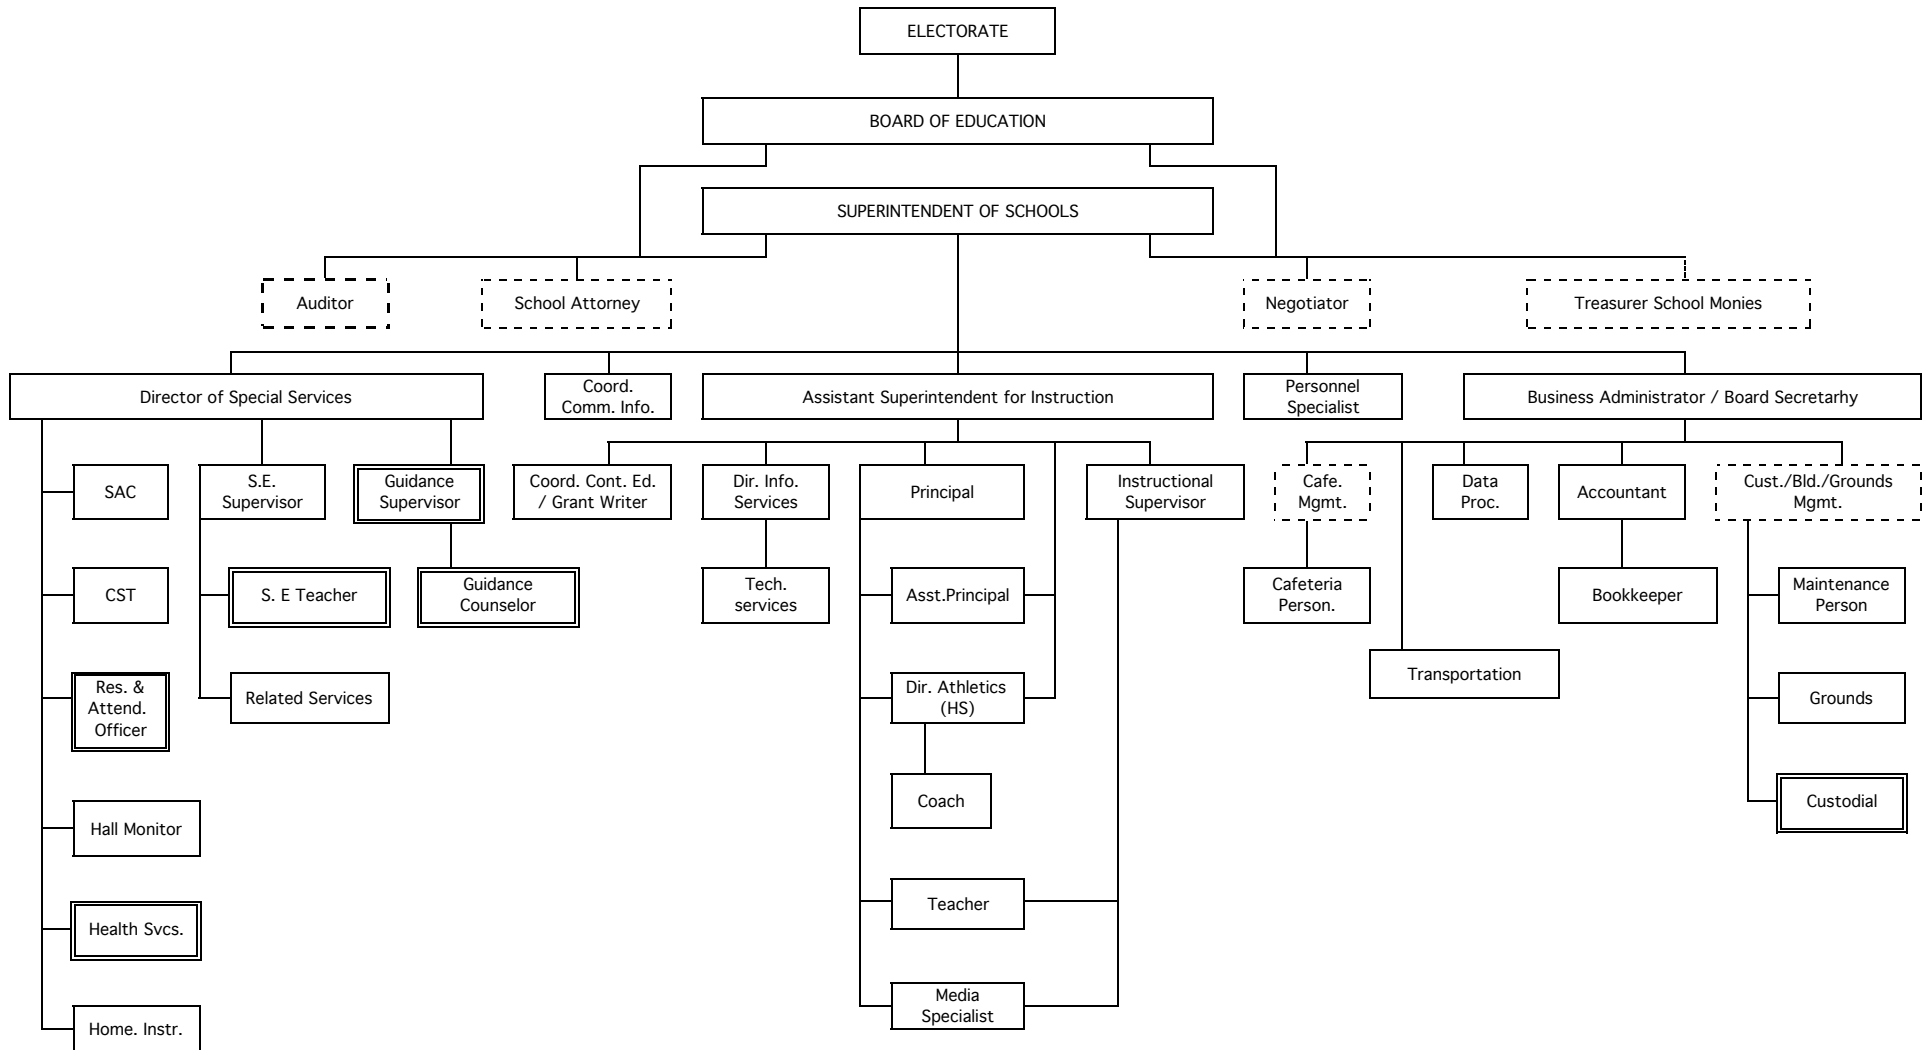 ELECTORATE
BOARD OF EDUCATION
SUPERINTENDENT OF SCHOOLS
Auditor
School Attorney
Negotiator
Treasurer School Monies
Director of Special Services
Coord.
Comm. Info.
Assistant Superintendent for Instruction
Personnel
Specialist
Business Administrator / Board Secretarhy
SAC
S.E.
Supervisor
Guidance
Supervisor
Coord. Cont. Ed.
/ Grant Writer
Dir. Info.
Services
Principal
Instructional
Supervisor
Cafe.
Mgmt.
Data
Proc.
Accountant
Cust./Bld./Grounds
Mgmt.
CST
S. E Teacher
Guidance
Counselor
Tech.
services
Asst.Principal
Cafeteria
Person.
Bookkeeper
Maintenance
Person
Res. &
Attend.
Officer
Related Services
Dir. Athletics
(HS)
Transportation
Grounds
Hall Monitor
Coach
Custodial
Health Svcs.
Teacher
Home. Instr.
Media
Specialist